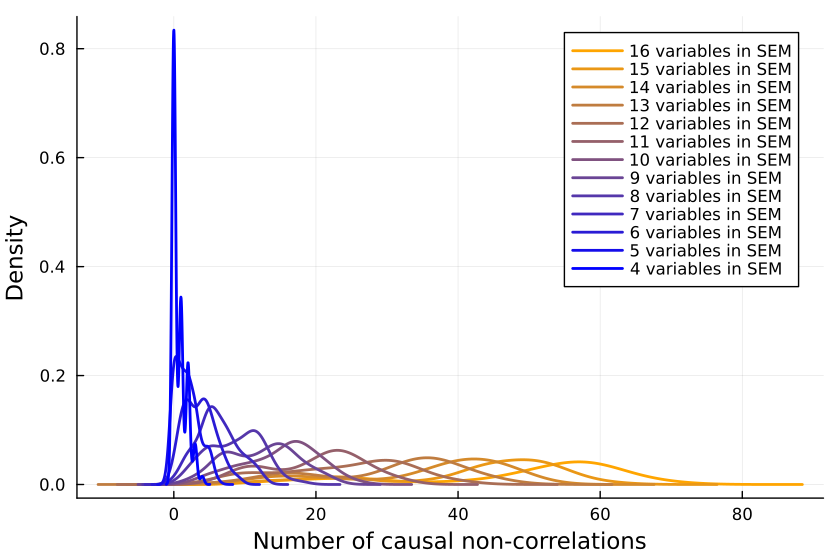 0.8
0.6
0.4
0.2
0.0
Density
16 variables in SEM
15 variables in SEM
14 variables in SEM
13 variables in SEM
12 variables in SEM
11 variables in SEM
10 variables in SEM
9 variables in SEM
8 variables in SEM
7 variables in SEM
6 variables in SEM
5 variables in SEM
4 variables in SEM
0 20 40 60 80
Number of causal non-correlations